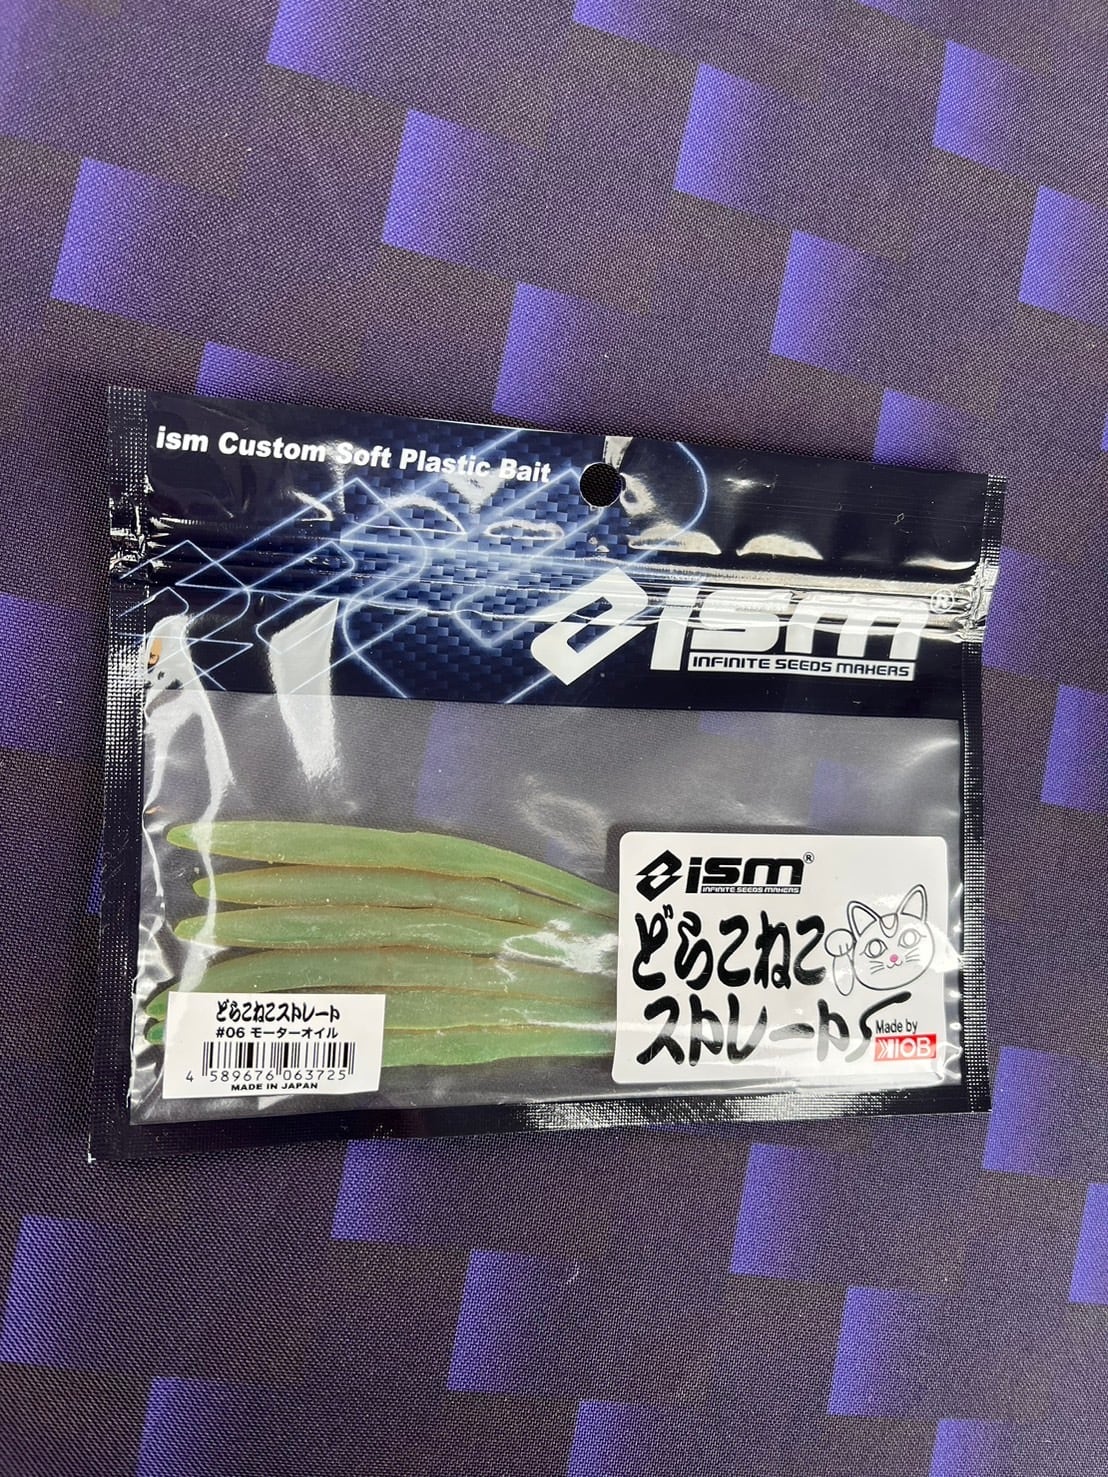 ism Custom Soft Plastic Bait
ism®
INFINITE SEEDS MAKERS
ism®
INFINITE SEEDS MAKERS
どらこねこ
ストレート
Made by
KIOB
どらこねこストレート
#06 モーターオイル
4 589676 063725
MADE IN JAPAN